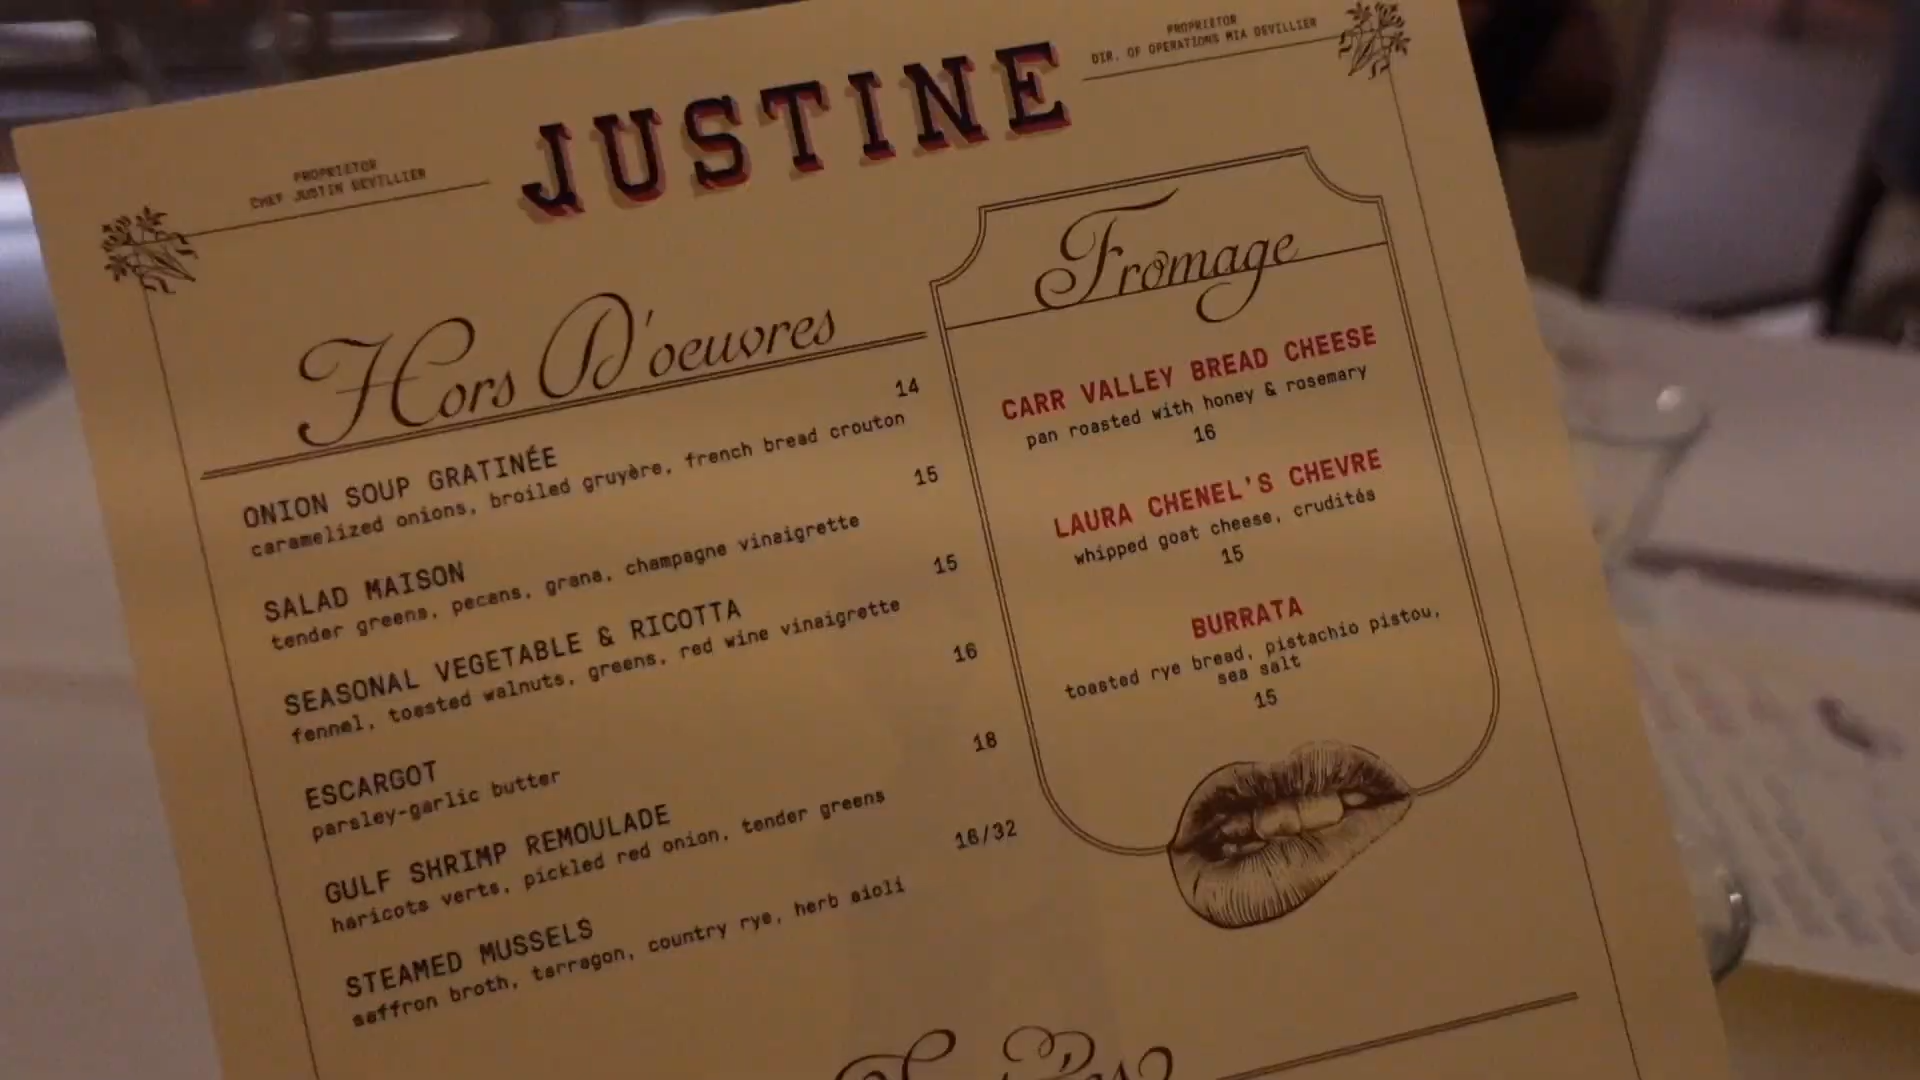 PROPRIETOR
CHEF JUSTIN DEVILLIER
JUSTINE
PROPRIETOR
DIR. OF OPERATIONS MIA DEVILLIER
Hors D'oeuvres
14
ONION SOUP GRATINÉE
caramelized onions, broiled gruyère, french bread crouton
15
SALAD MAISON
tender greens, pecans, grana, champagne vinaigrette
15
SEASONAL VEGETABLE & RICOTTA
fennel, toasted walnuts, greens, red wine vinaigrette
16
ESCARGOT
parsley-garlic butter
18
GULF SHRIMP REMOULADE
haricots verts, pickled red onion, tender greens
16/32
STEAMED MUSSELS
saffron broth, tarragon, country rye, herb aioli
Fromage
CARR VALLEY BREAD CHEESE
pan roasted with honey & rosemary
16
LAURA CHENEL'S CHEVRE
whipped goat cheese, crudités
15
BURRATA
toasted rye bread, pistachio pistou,
sea salt
15